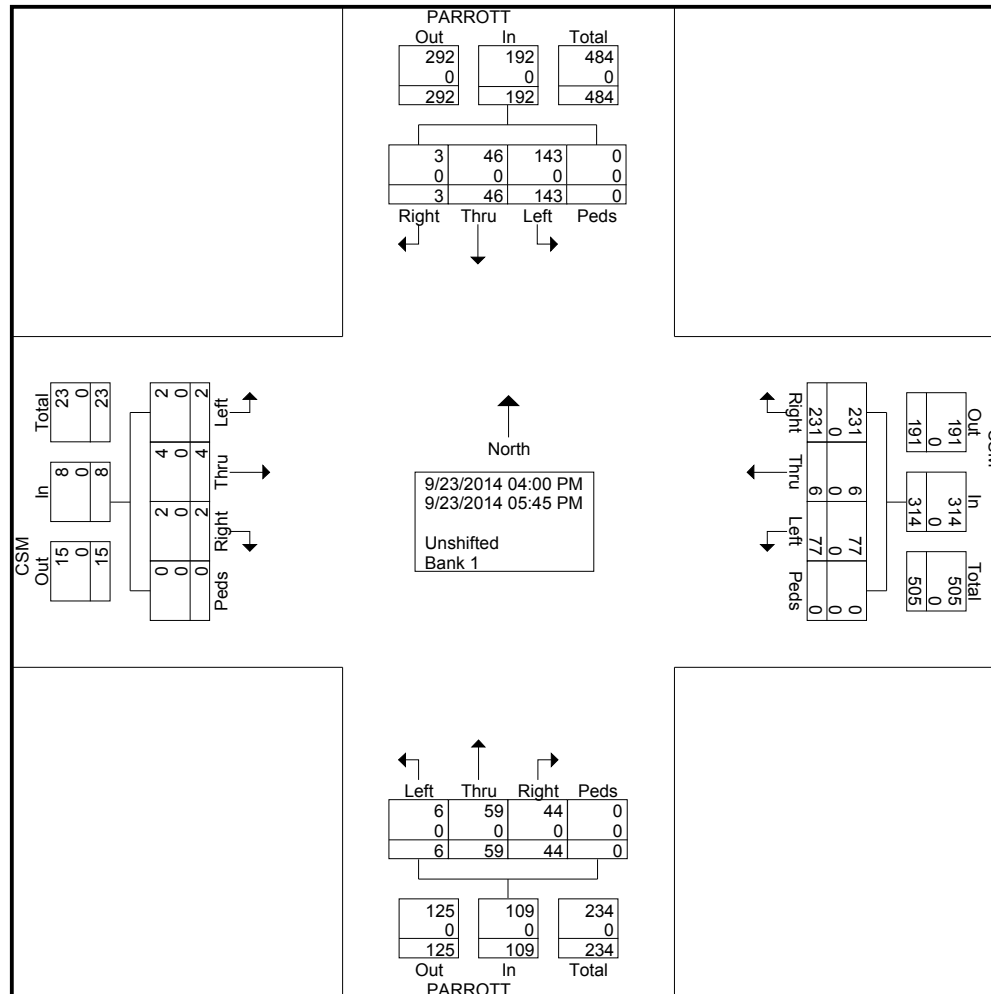 PARROTT
Out In Total
292 192 484
0 0 0
292 192 484
3 46 143 0
0 0 0 0
3 46 143 0
Right Thru Left Peds
Total
23
0
23
In
8
0
8
CSM
Out
15
0
15
2 0 2
4 0 4
2 0 2
0 0 0
Left
Thru
Right
Peds
North
9/23/2014 04:00 PM
9/23/2014 05:45 PM
Unshifted
Bank 1
Right
Thru
Left
Peds
231 0 231
6 0 6
77 0 77
0 0 0
CSM
Out
191
0
191
In
314
0
314
Total
505
0
505
Left Thru Right Peds
6 59 44 0
0 0 0 0
6 59 44 0
125 109 234
0 0 0
125 109 234
Out In Total
PARROTT